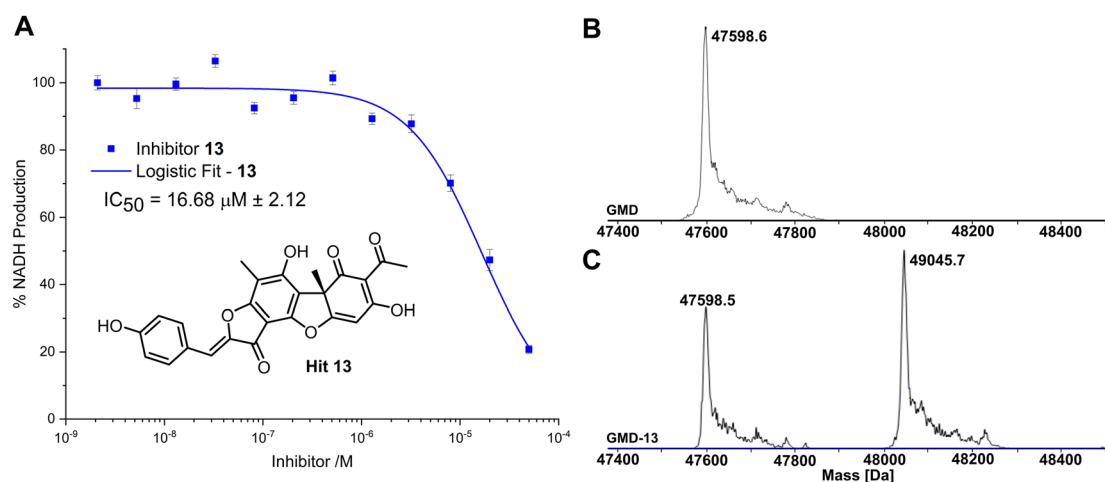 A
% NADH Production
100
80
60
40
20
0
Inhibitor 13
Logistic Fit - 13
IC50 = 16.68 μM ± 2.12
OH
O
O
HO
O
O
OH
O
Hit 13
10-9
10-8
10-7
10-6
10-5
10-4
Inhibitor /M
B
47598.6
GMD
47400
47600
47800
48000
48200
48400
C
47598.5
49045.7
GMD-13
47400
47600
47800
48000
48200
48400
Mass [Da]